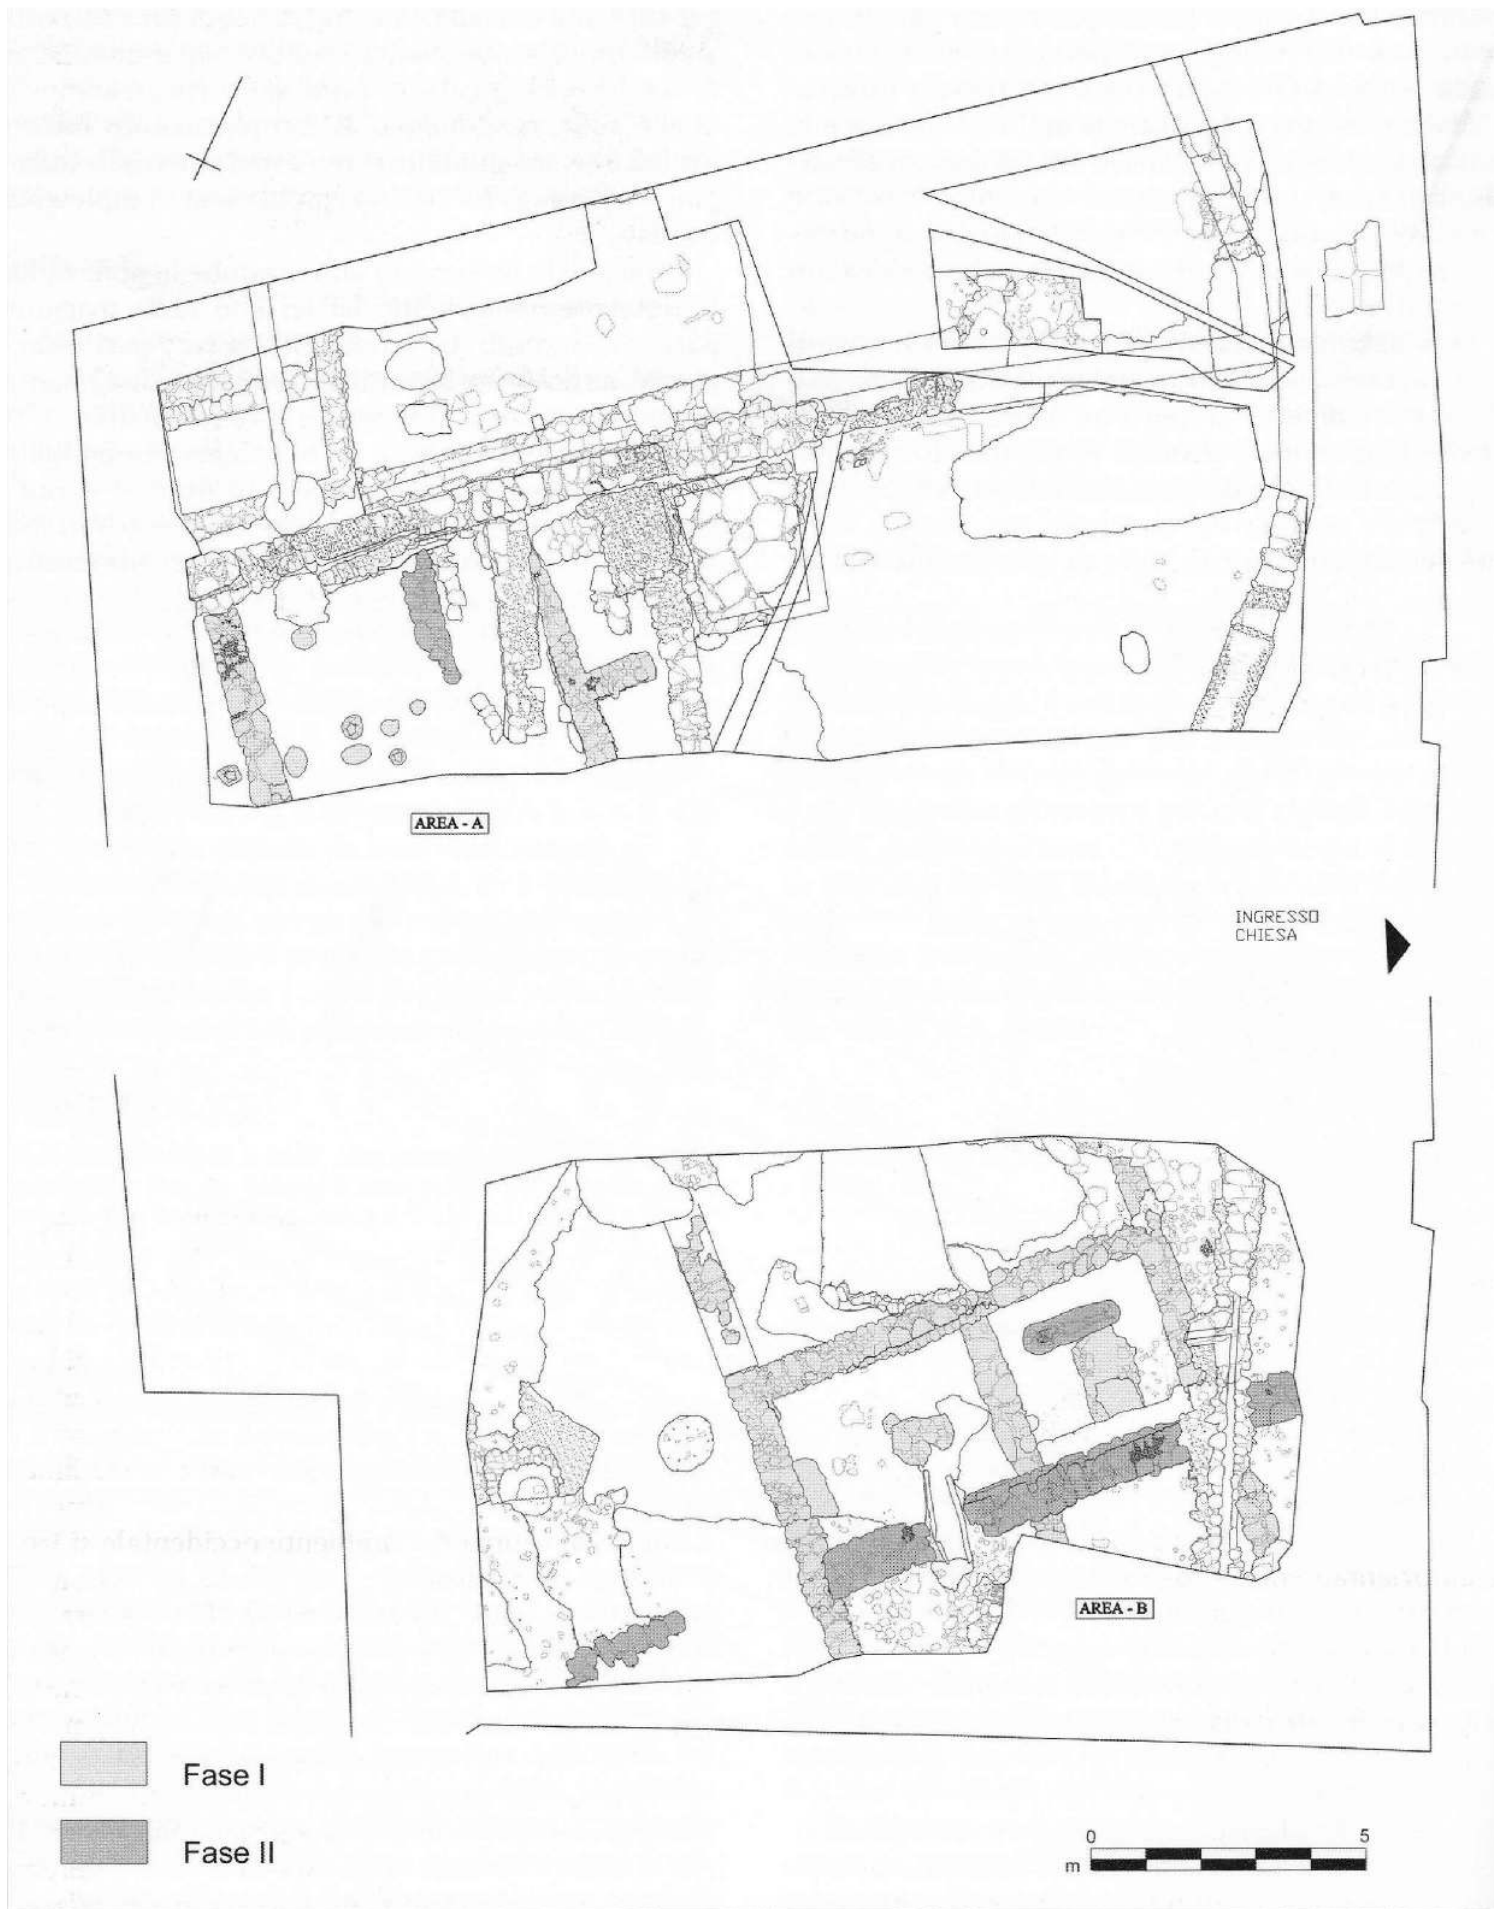 AREA - A
INGRESSO
CHIESA
AREA - B
Fase I
Fase II
0 5
m